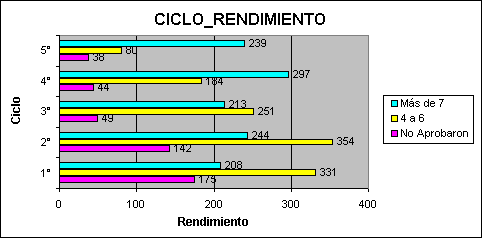 CICLO_RENDIMIENTO
Ciclo
5°
239
80
38
4°
297
184
44
3°
213
251
49
2°
244
354
142
1°
208
331
175
0 100 200 300 400
Rendimiento
Más de 7
4 a 6
No Aprobaron